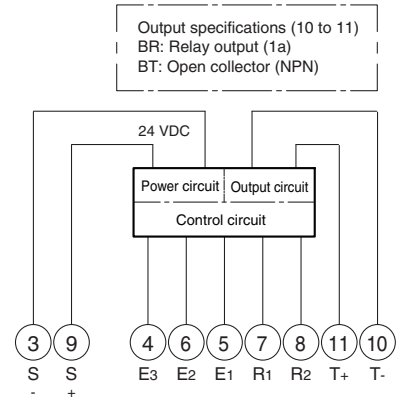 Output specifications (10 to 11)
BR: Relay output (1a)
BT: Open collector (NPN)
24 VDC
Power circuit Output circuit
Control circuit
3 9 4 6 5 7 8 11 10
S S E3 E2 E1 R1 R2 T+ T-
- +